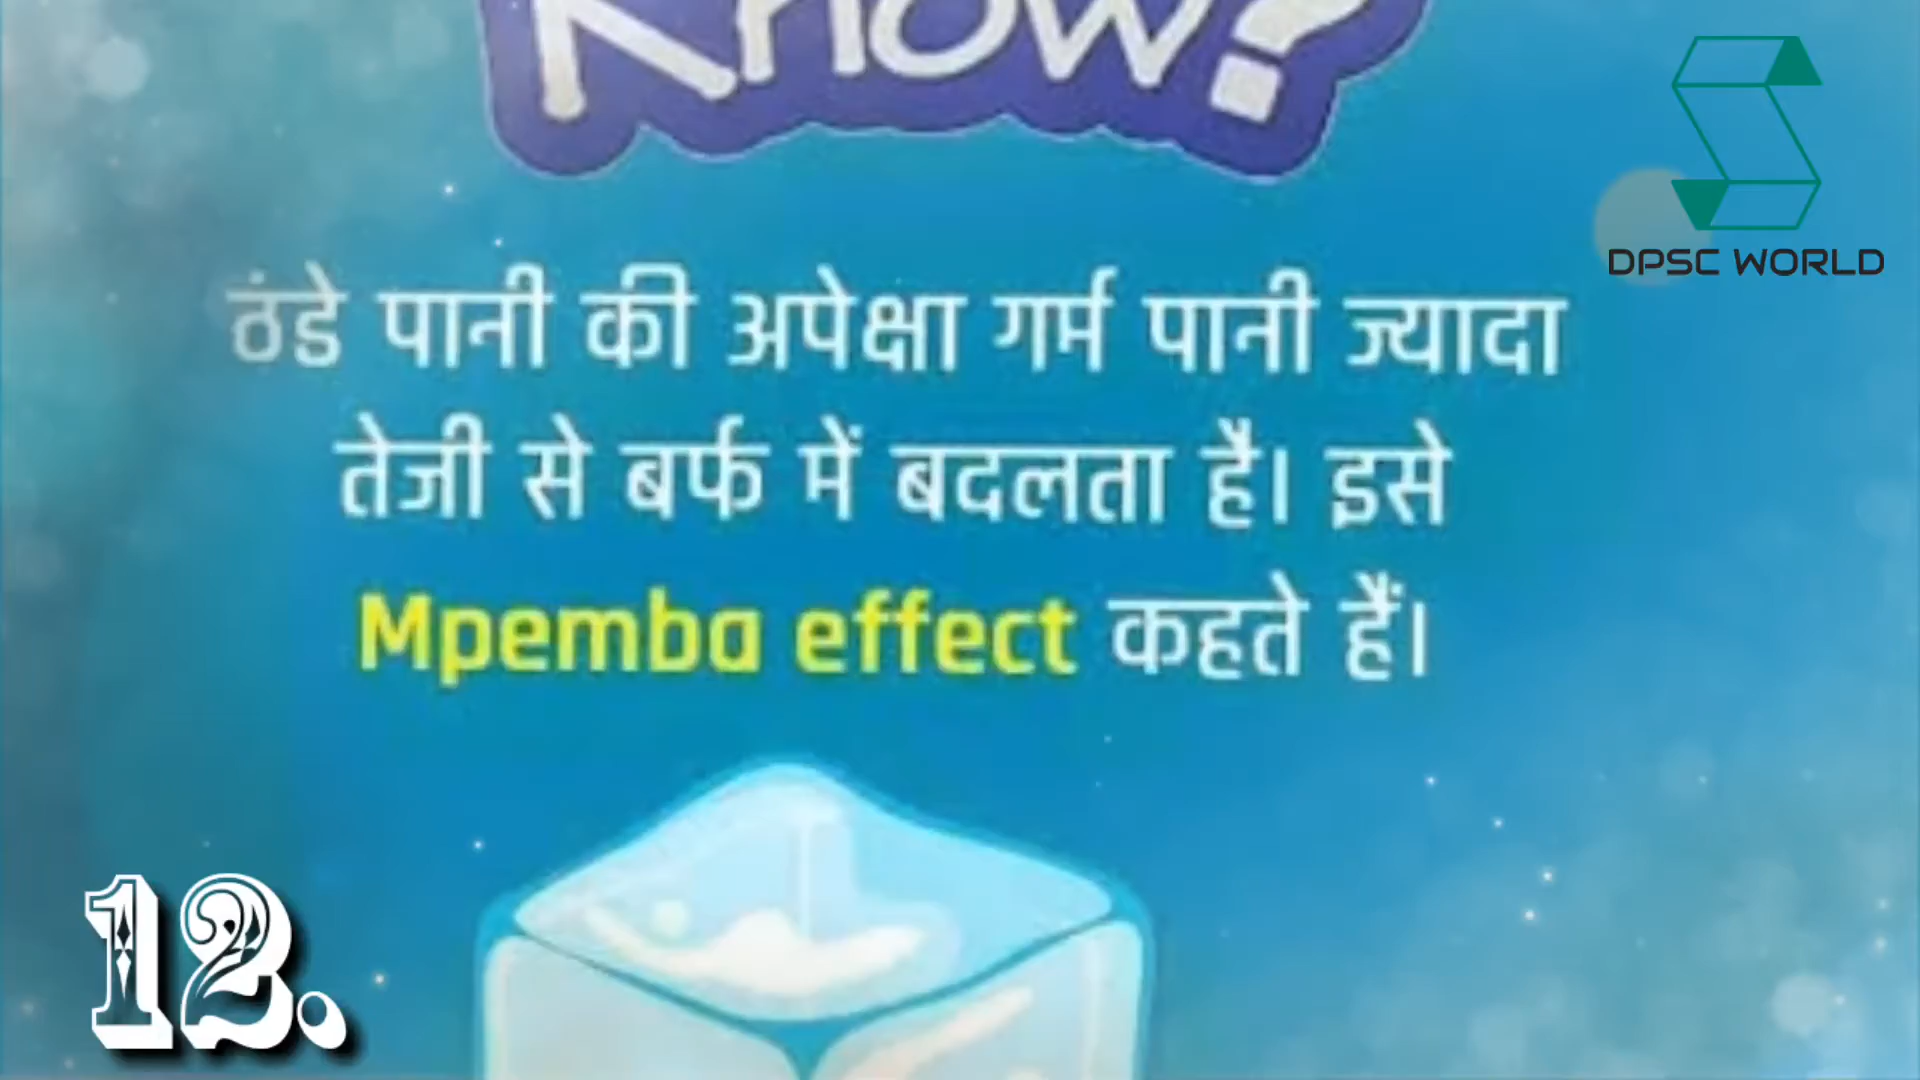 Know?
DPSC WORLD
ठंडे पानी की अपेक्षा गर्म पानी ज्यादा
तेजी से बर्फ में बदलता है। इसे
Mpemba effect कहते हैं।
12.